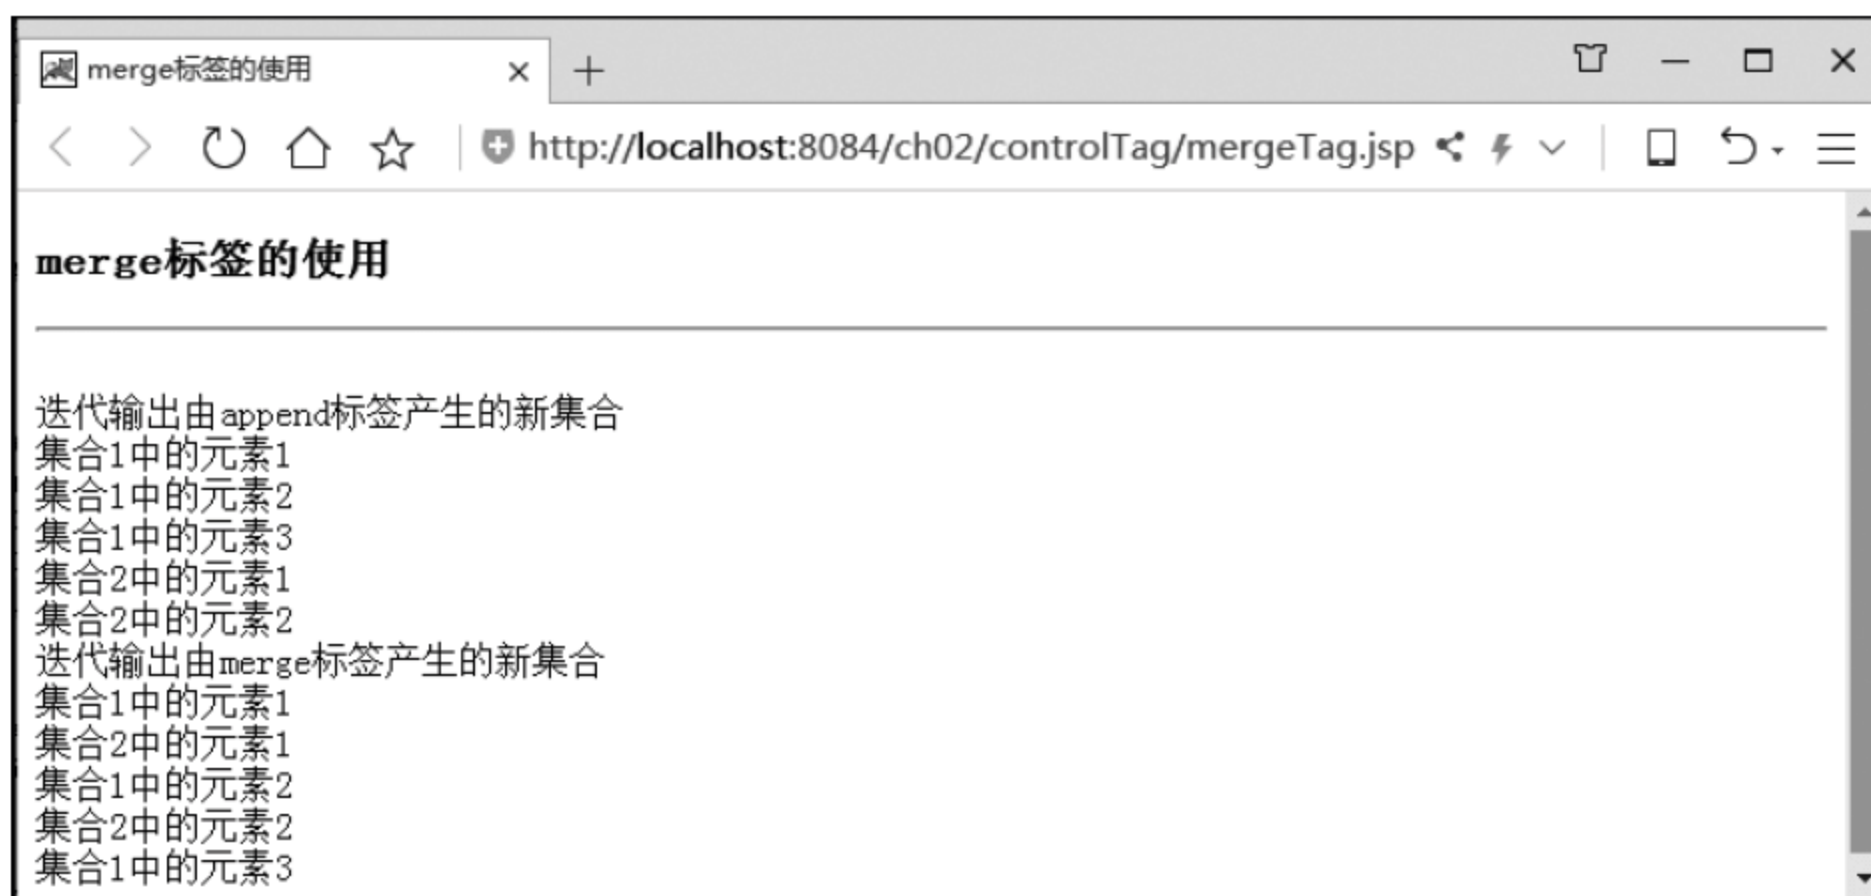 merge标签的使用
http://localhost:8084/ch02/controlTag/mergeTag.jsp
merge标签的使用
迭代输出由append标签产生的新集合
集合1中的元素1
集合1中的元素2
集合1中的元素3
集合2中的元素1
集合2中的元素2
迭代输出由merge标签产生的新集合
集合1中的元素1
集合2中的元素1
集合1中的元素2
集合2中的元素2
集合1中的元素3